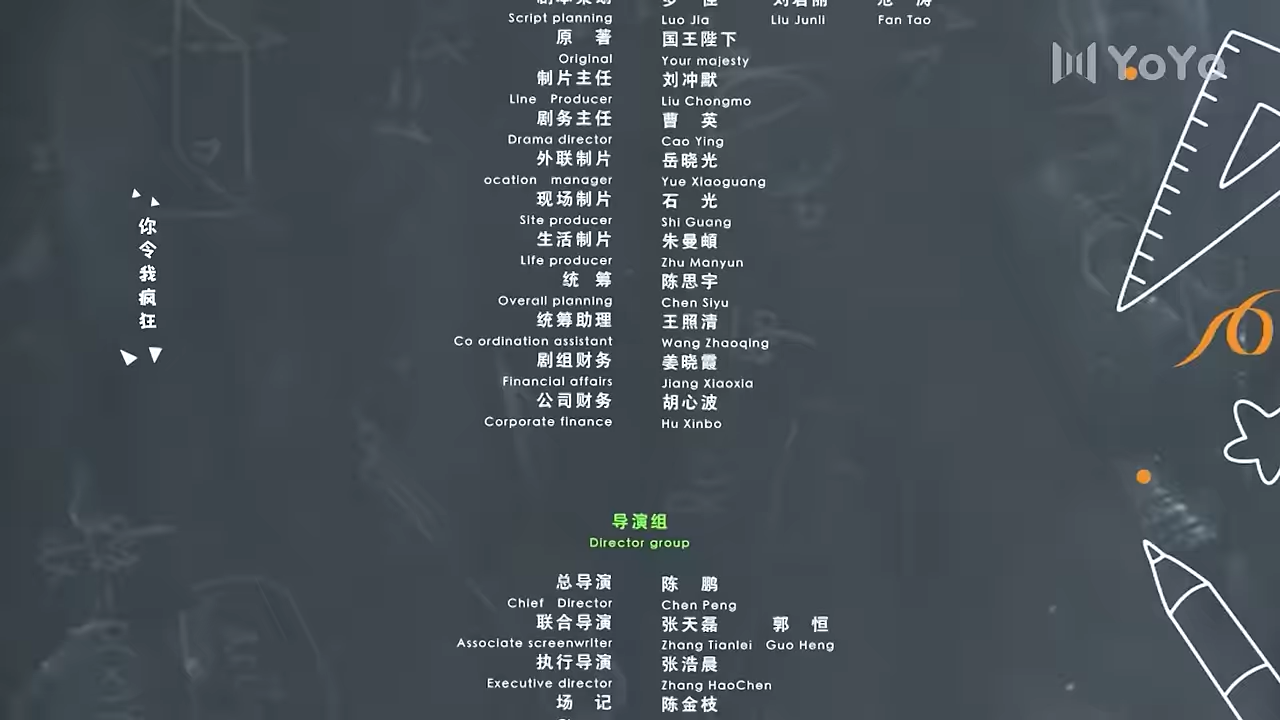 Script planning Luo Jia Liu Junli Fan Tao
原 著 国王陛下
Original Your majesty
制片主任 刘冲默
Line Producer Liu Chongmo
剧务主任 曹 英
Drama director Cao Ying
外联制片 岳晓光
ocation manager Yue Xiaoguang
现场制片 石 光
Site producer Shi Guang
生活制片 朱曼頔
Life producer Zhu Manyun
统 筹 陈思宇
Overall planning Chen Siyu
统筹助理 王照清
Co ordination assistant Wang Zhaoqing
剧组财务 姜晓霞
Financial affairs Jiang Xiaoxia
公司财务 胡心波
Corporate finance Hu Xinbo
导演组
Director group
总导演 陈 鹏
Chief Director Chen Peng
联合导演 张天磊 郭 恒
Associate screenwriter Zhang Tianlei Guo Heng
执行导演 张浩晨
Executive director Zhang HaoChen
场 记 陈金枝
你令我疯狂
YoYo